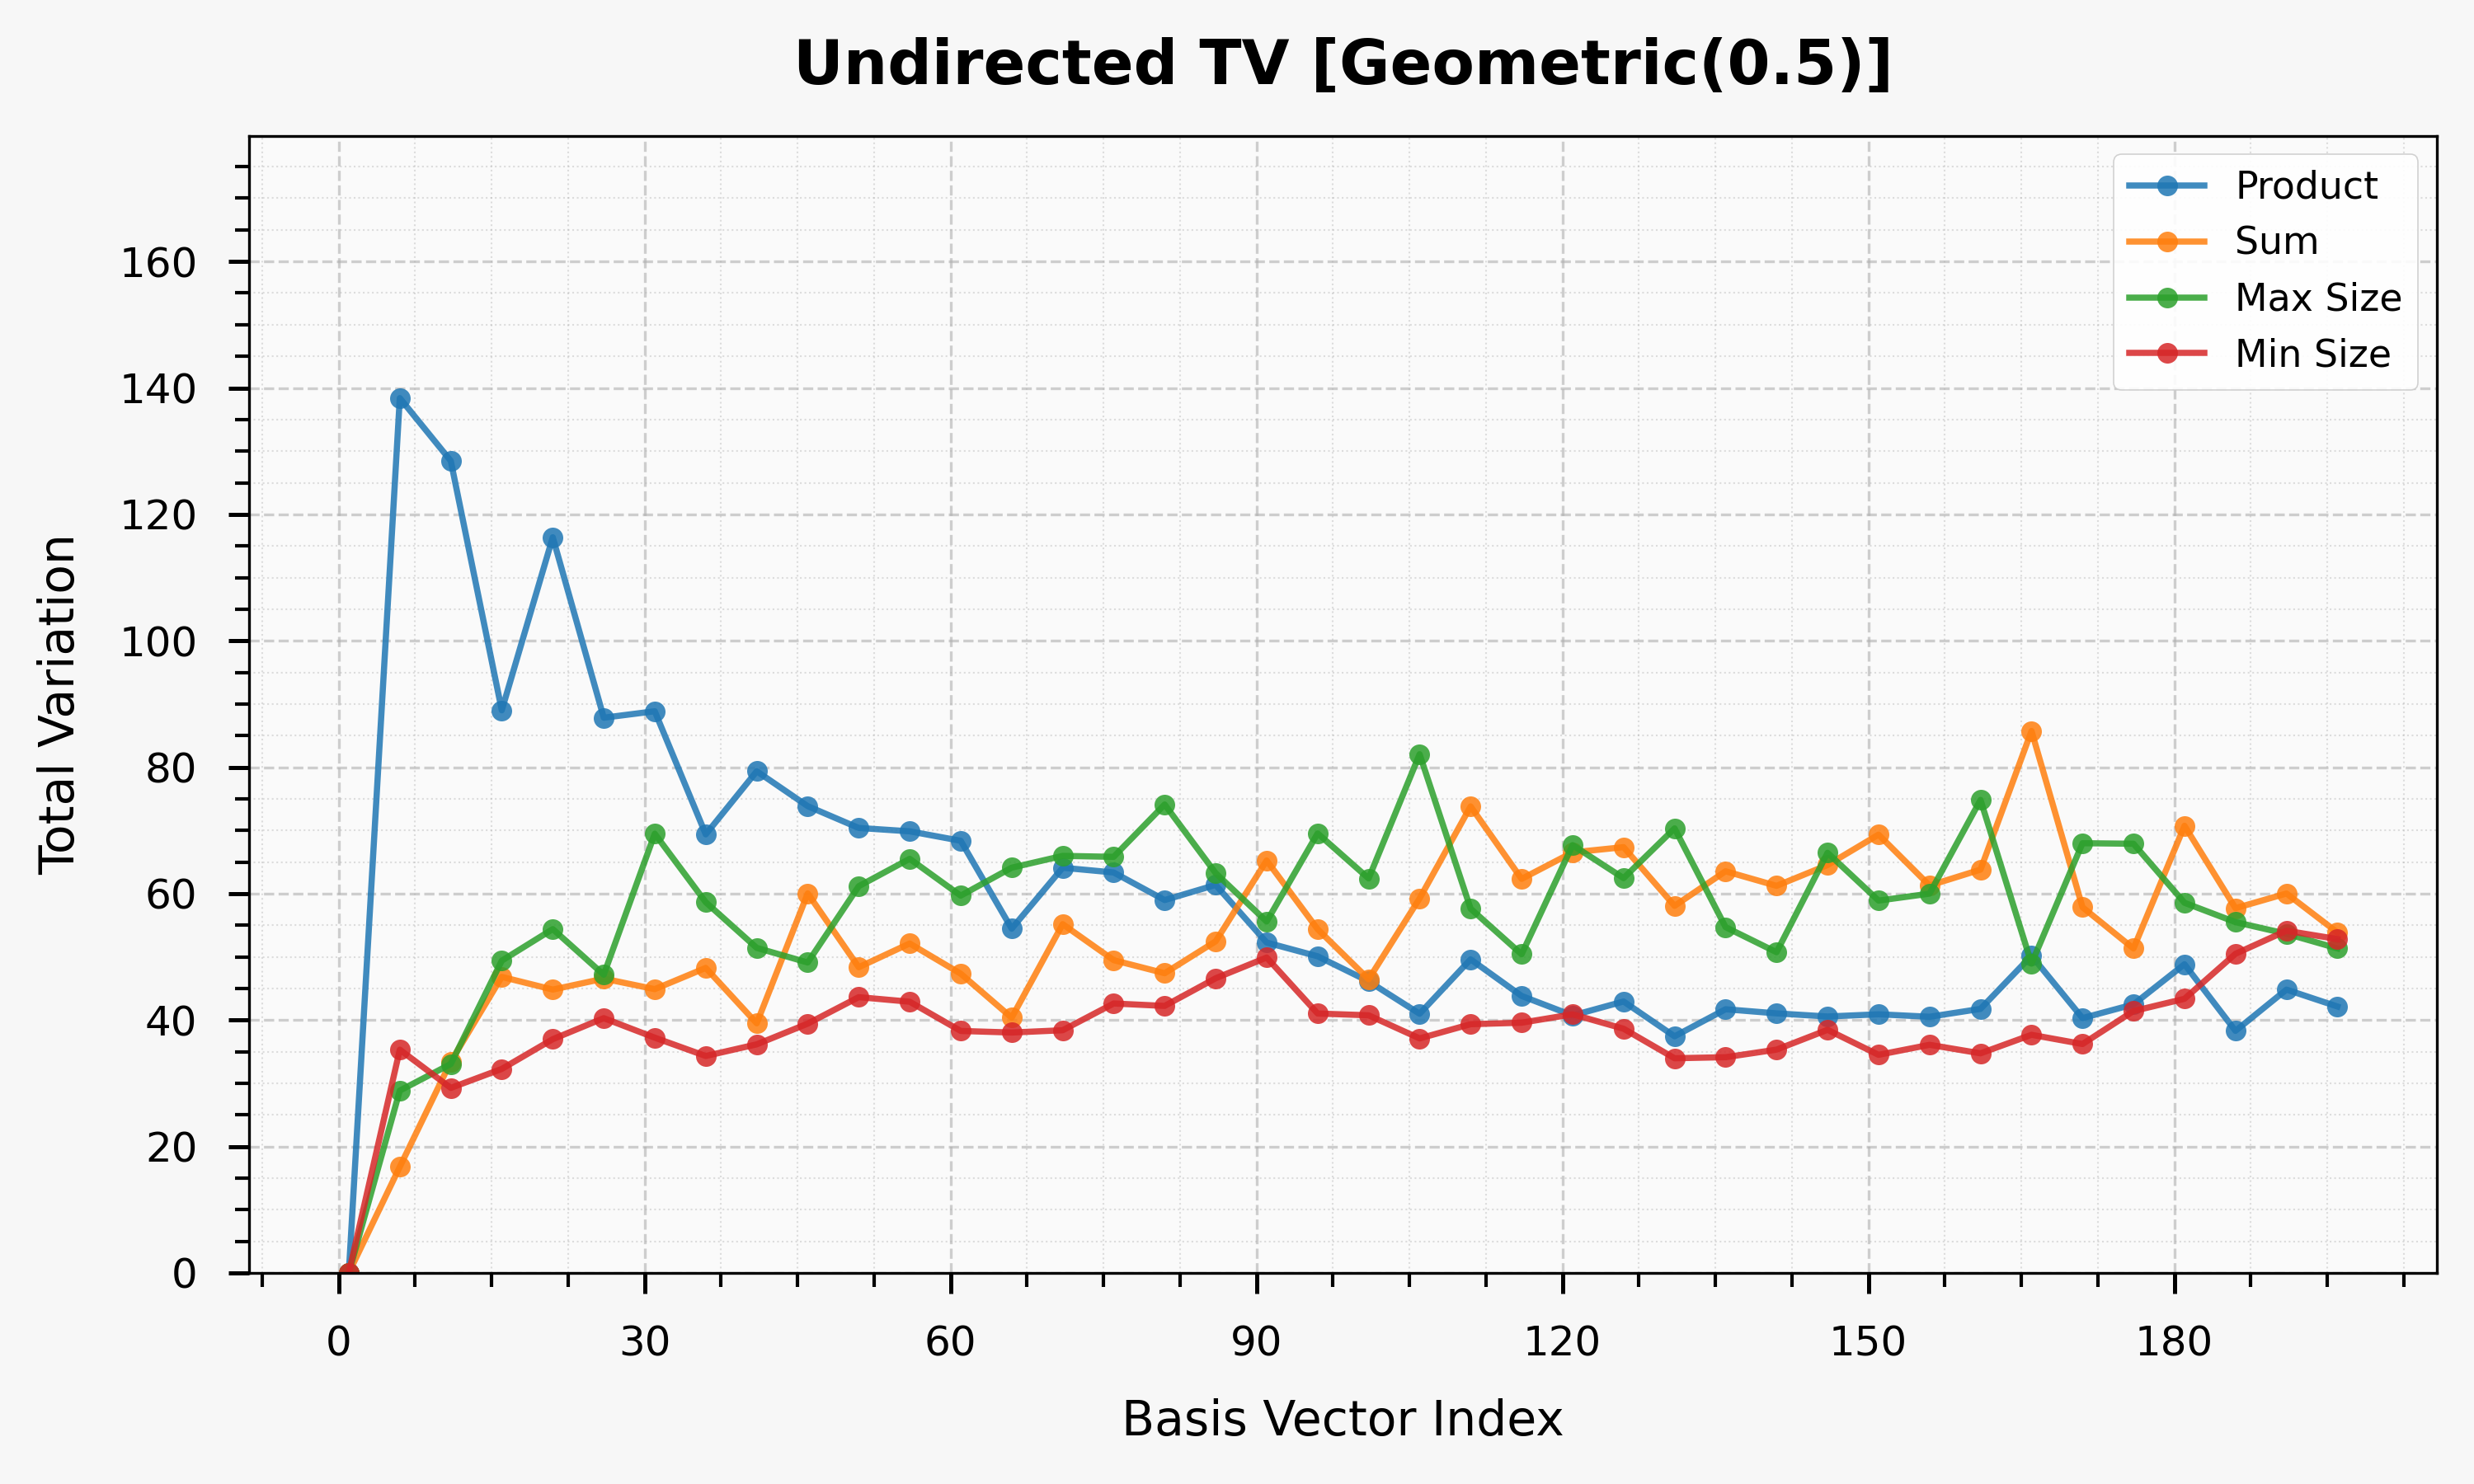 Undirected TV [Geometric(0.5)]
Product
Sum
Max Size
Min Size
Total Variation
160
140
120
100
80
60
40
20
0
0 30 60 90 120 150 180
Basis Vector Index